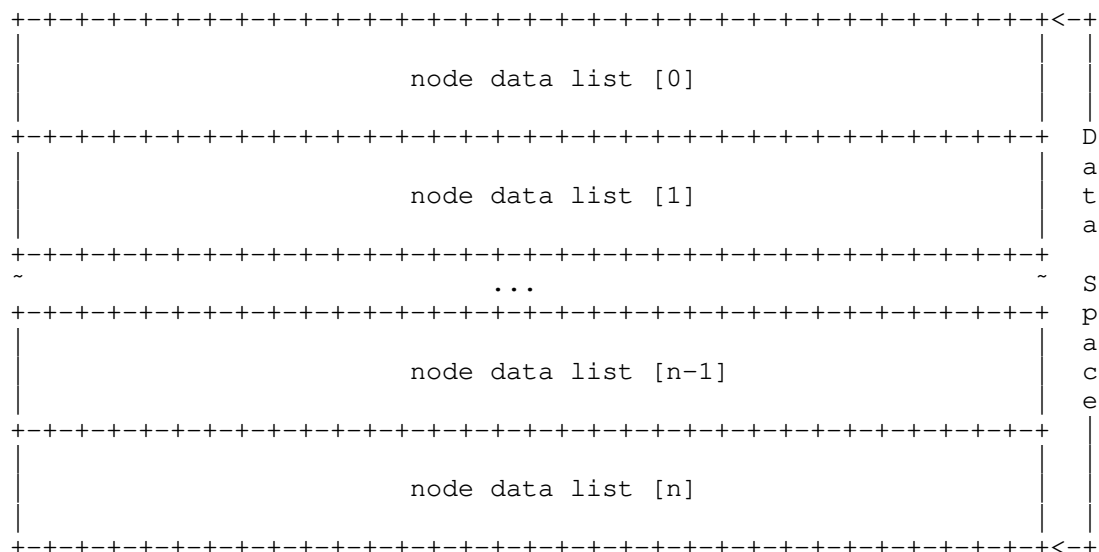 +-+-+-+-+-+-+-+-+-+-+-+-+-+-+-+-+-+-+-+-+-+-+-+-+-+-+-+-+-+-+-+-+<-+
|                                                               |  |
|                        node data list [0]                     |  |
|                                                               |  |
+-+-+-+-+-+-+-+-+-+-+-+-+-+-+-+-+-+-+-+-+-+-+-+-+-+-+-+-+-+-+-+-+  D
|                                                               |  a
|                        node data list [1]                     |  t
|                                                               |  a
+-+-+-+-+-+-+-+-+-+-+-+-+-+-+-+-+-+-+-+-+-+-+-+-+-+-+-+-+-+-+-+-+
~                             ...                               ~  S
+-+-+-+-+-+-+-+-+-+-+-+-+-+-+-+-+-+-+-+-+-+-+-+-+-+-+-+-+-+-+-+-+  p
|                                                               |  a
|                        node data list [n-1]                   |  c
|                                                               |  e
+-+-+-+-+-+-+-+-+-+-+-+-+-+-+-+-+-+-+-+-+-+-+-+-+-+-+-+-+-+-+-+-+  |
|                                                               |  |
|                        node data list [n]                     |  |
|                                                               |  |
+-+-+-+-+-+-+-+-+-+-+-+-+-+-+-+-+-+-+-+-+-+-+-+-+-+-+-+-+-+-+-+-+<-+